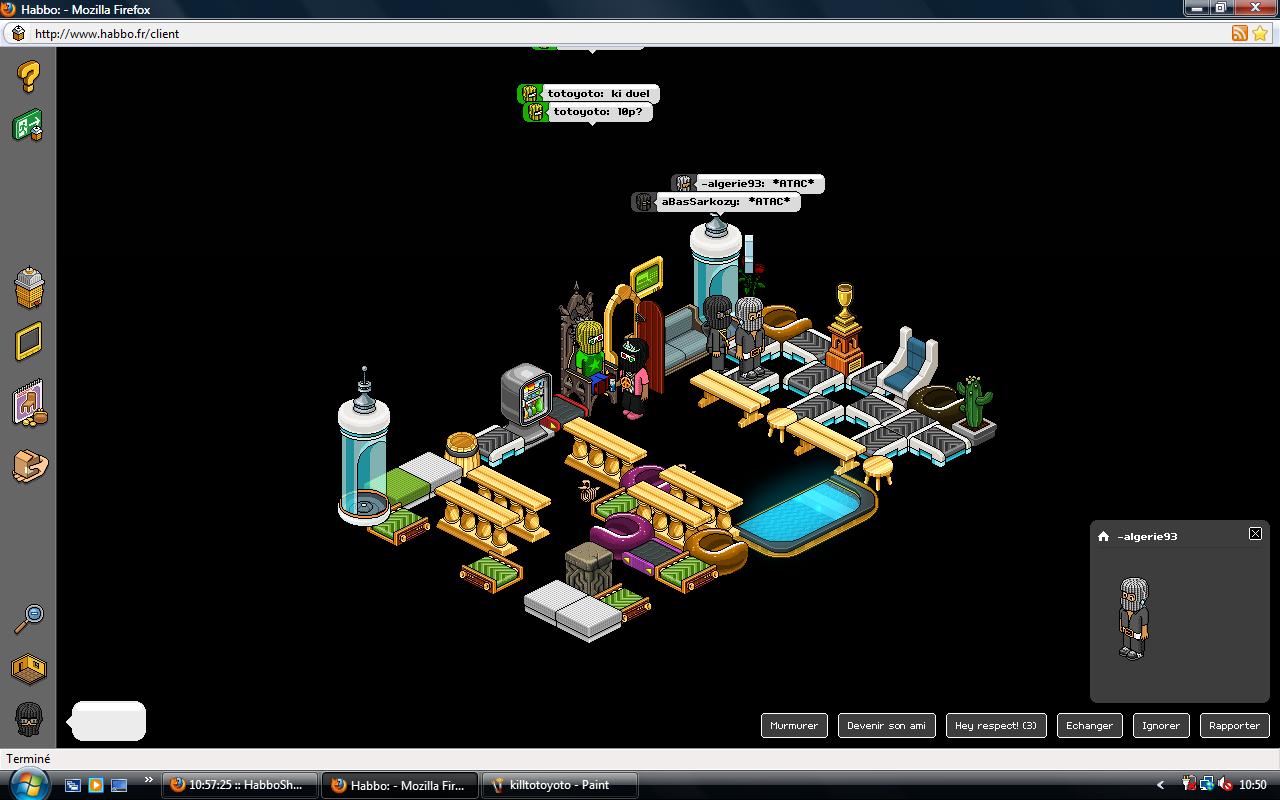 Habbo: - Mozilla Firefox
http://www.habbo.fr/client
totoyoto: ki duel
totoyoto: 10p?
-algerie93: *ATAC*
aBasSarkozy: *ATAC*
-algerie93
Murmurer
Devenir son ami
Hey respect! (3)
Echanger
Ignorer
Rapporter
Terminé
10:57:25 :: HabboSh...
Habbo: - Mozilla Fir...
killtotoyoto - Paint
10:50